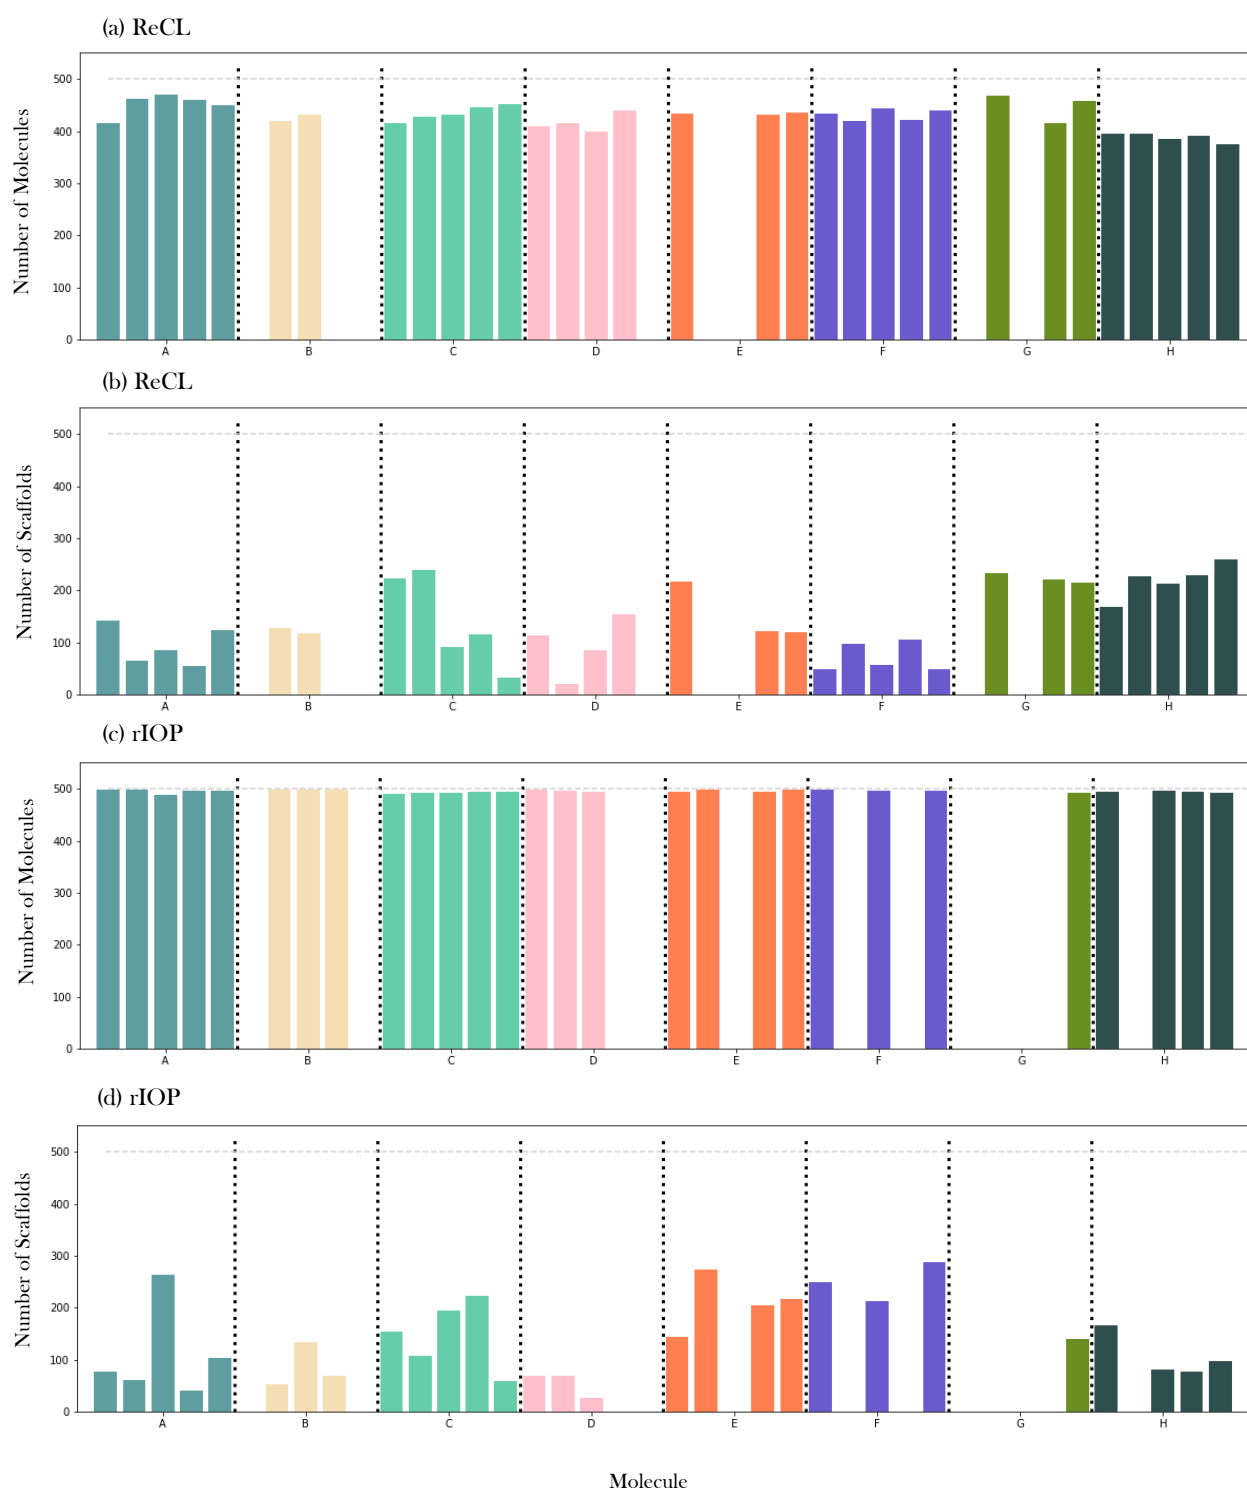 (a) ReCL
Number of Molecules
500
400
300
200
100
0
A B C D E F G H
(b) ReCL
Number of Scaffolds
500
400
300
200
100
0
A B C D E F G H
(c) rIOP
Number of Molecules
500
400
300
200
100
0
A B C D E F G H
(d) rIOP
Number of Scaffolds
500
400
300
200
100
0
A B C D E F G H
Molecule